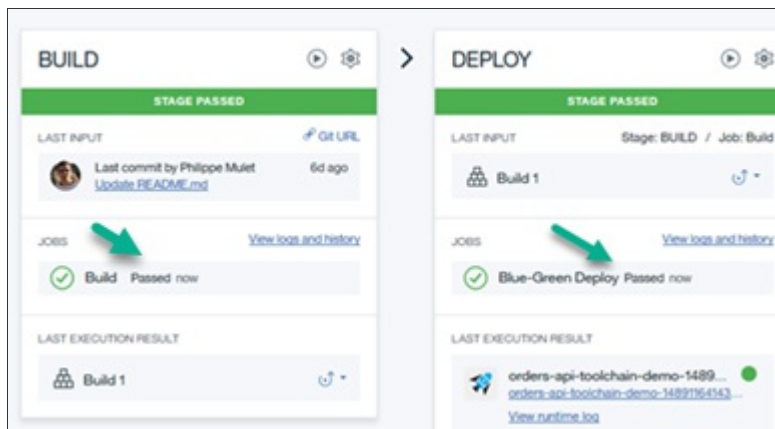 BUILD
STAGE PASSED
LAST INPUT
Git URL
Last commit by Philippe Mulet
6d ago
Update README.md
JOBS
View logs and history
Build Passed now
LAST EXECUTION RESULT
Build 1
DEPLOY
STAGE PASSED
LAST INPUT
Stage: BUILD / Job: Build
Build 1
JOBS
View logs and history
Blue-Green Deploy Passed now
LAST EXECUTION RESULT
orders-api-toolchain-demo-1489...
orders-api-toolchain-demo-14891164143...
View runtime log